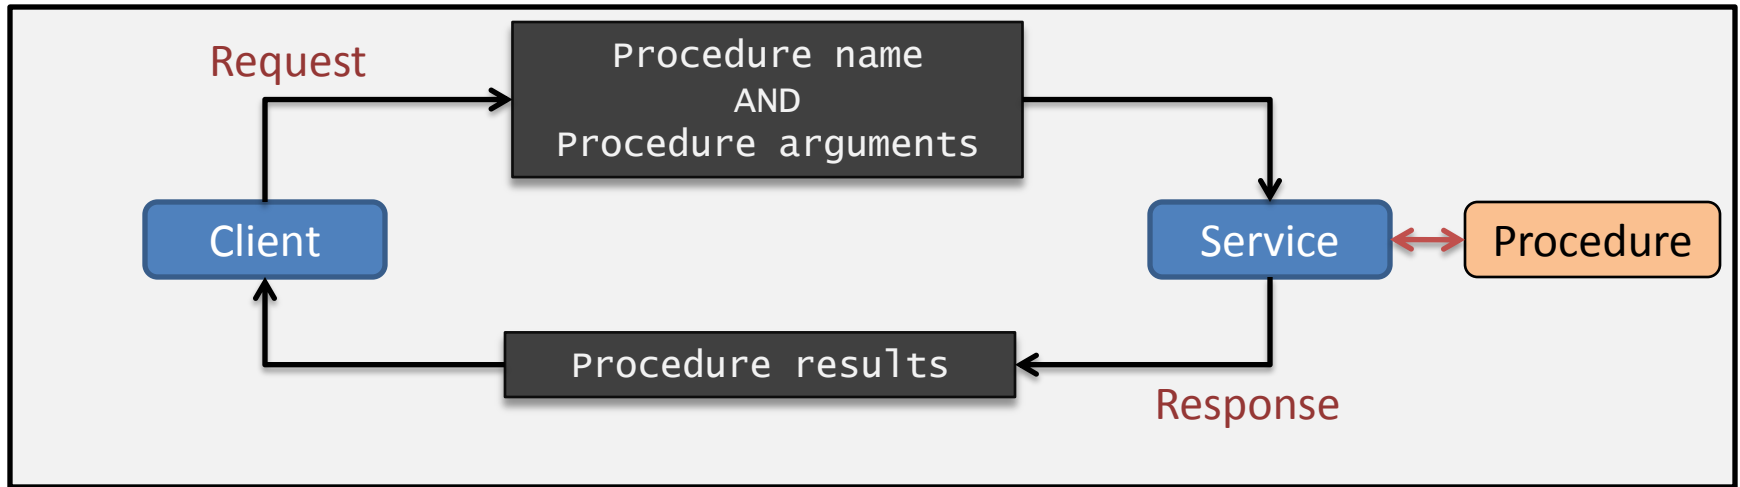 Request
Procedure name
AND
Procedure arguments
Client
Service
Procedure
Procedure results
Response